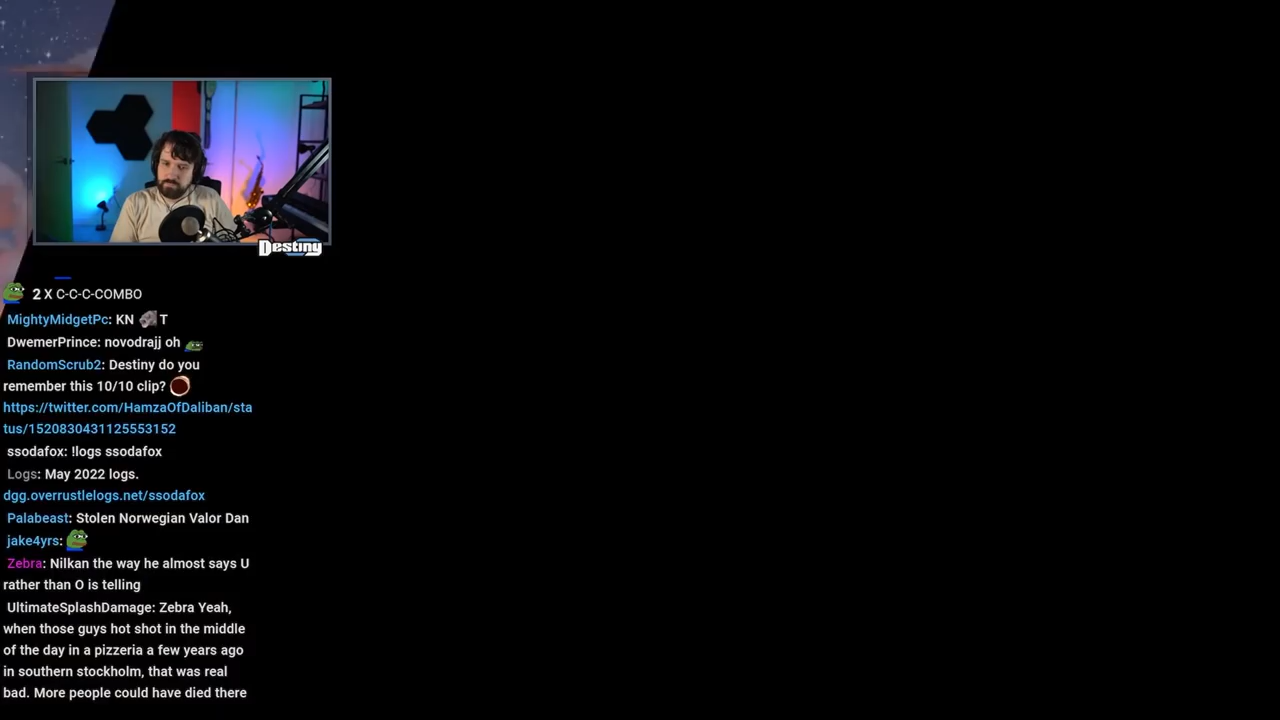 Destiny
2 X C-C-C-COMBO
MightyMidgetPc: KN T
DwemerPrince: novodrajj oh
RandomScrub2: Destiny do you
remember this 10/10 clip?
https://twitter.com/HamzaOfDaliban/sta
tus/1520830431125553152
ssodafox: !logs ssodafox
Logs: May 2022 logs.
dgg.overrustlelogs.net/ssodafox
Palabeast: Stolen Norwegian Valor Dan
jake4yrs:
Zebra: Nilkan the way he almost says U
rather than O is telling
UltimateSplashDamage: Zebra Yeah,
when those guys hot shot in the middle
of the day in a pizzeria a few years ago
in southern stockholm, that was real
bad. More people could have died there